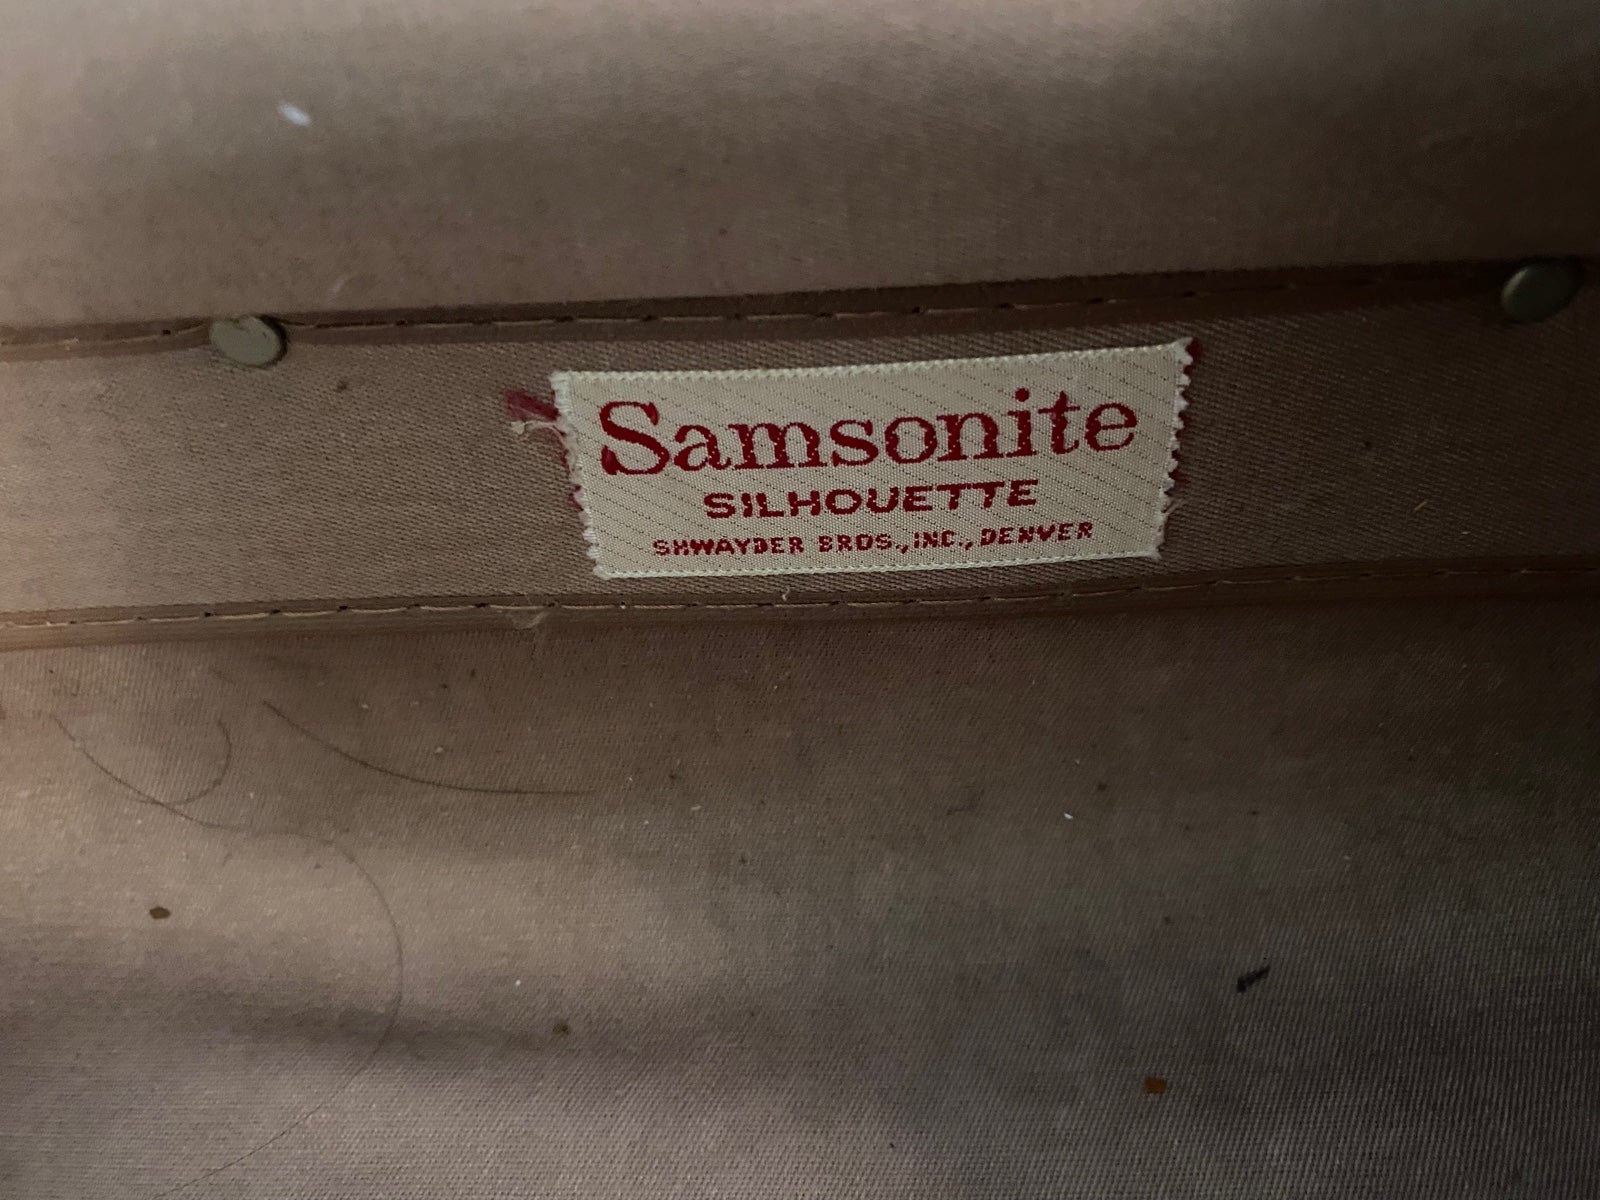 Samsonite
SILHOUETTE
SHWAYDER BROS., INC., DENVER